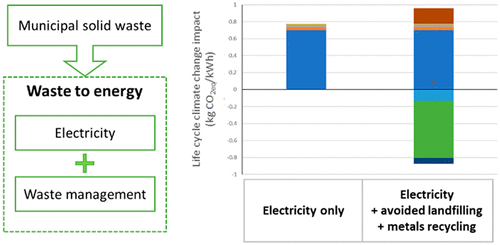 Municipal solid waste
Waste to energy
Electricity
+
Waste management
Life cycle climate change impact
(kg CO2eq/kWh)
1
0.8
0.6
0.4
0.2
0
-0.2
-0.4
-0.6
-0.8
-1
Electricity only
Electricity
+ avoided landfilling
+ metals recycling